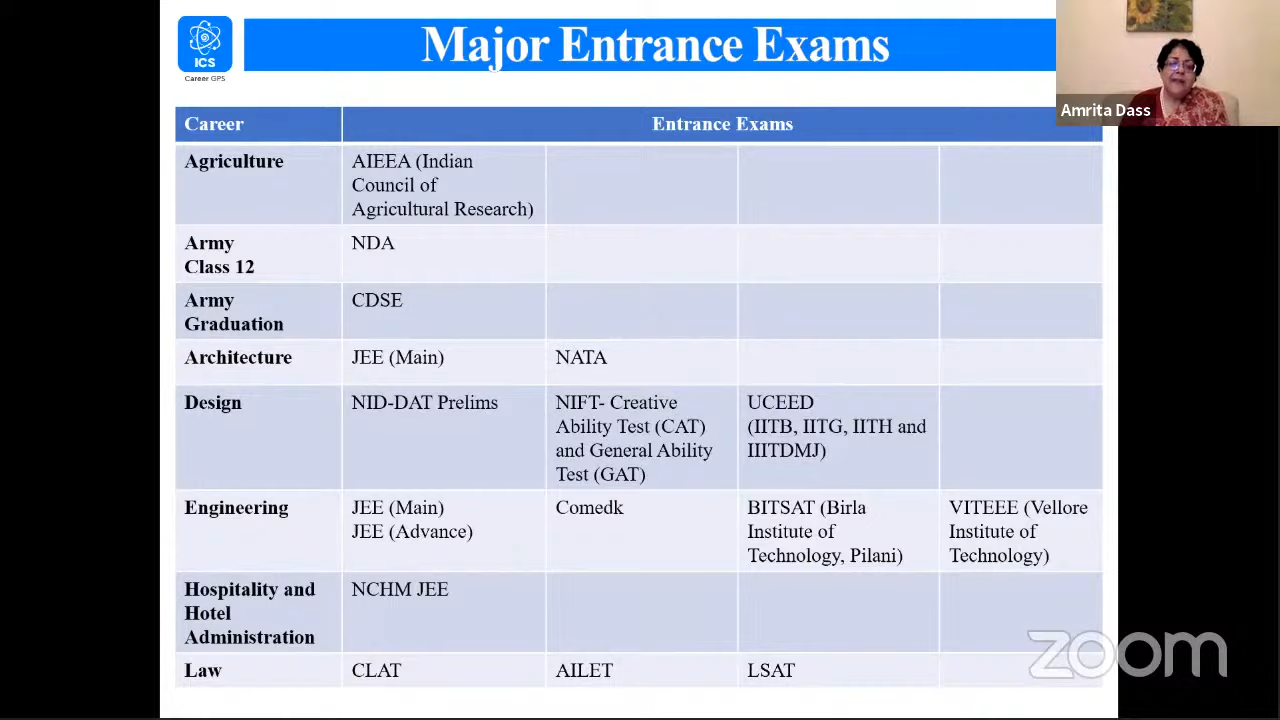 ICS
Career GPS
Major Entrance Exams
Amrita Dass
Career
Entrance Exams
Agriculture
AIEEA (Indian
Council of
Agricultural Research)
Army
Class 12
NDA
Army
Graduation
CDSE
Architecture
JEE (Main)
NATA
Design
NID-DAT Prelims
NIFT- Creative
Ability Test (CAT)
and General Ability
Test (GAT)
UCEED
(IITB, IITG, IITH and
IIITDMJ)
Engineering
JEE (Main)
JEE (Advance)
Comedk
BITSAT (Birla
Institute of
Technology, Pilani)
VITEEE (Vellore
Institute of
Technology)
Hospitality and
Hotel
Administration
NCHM JEE
Law
CLAT
AILET
LSAT
zoom